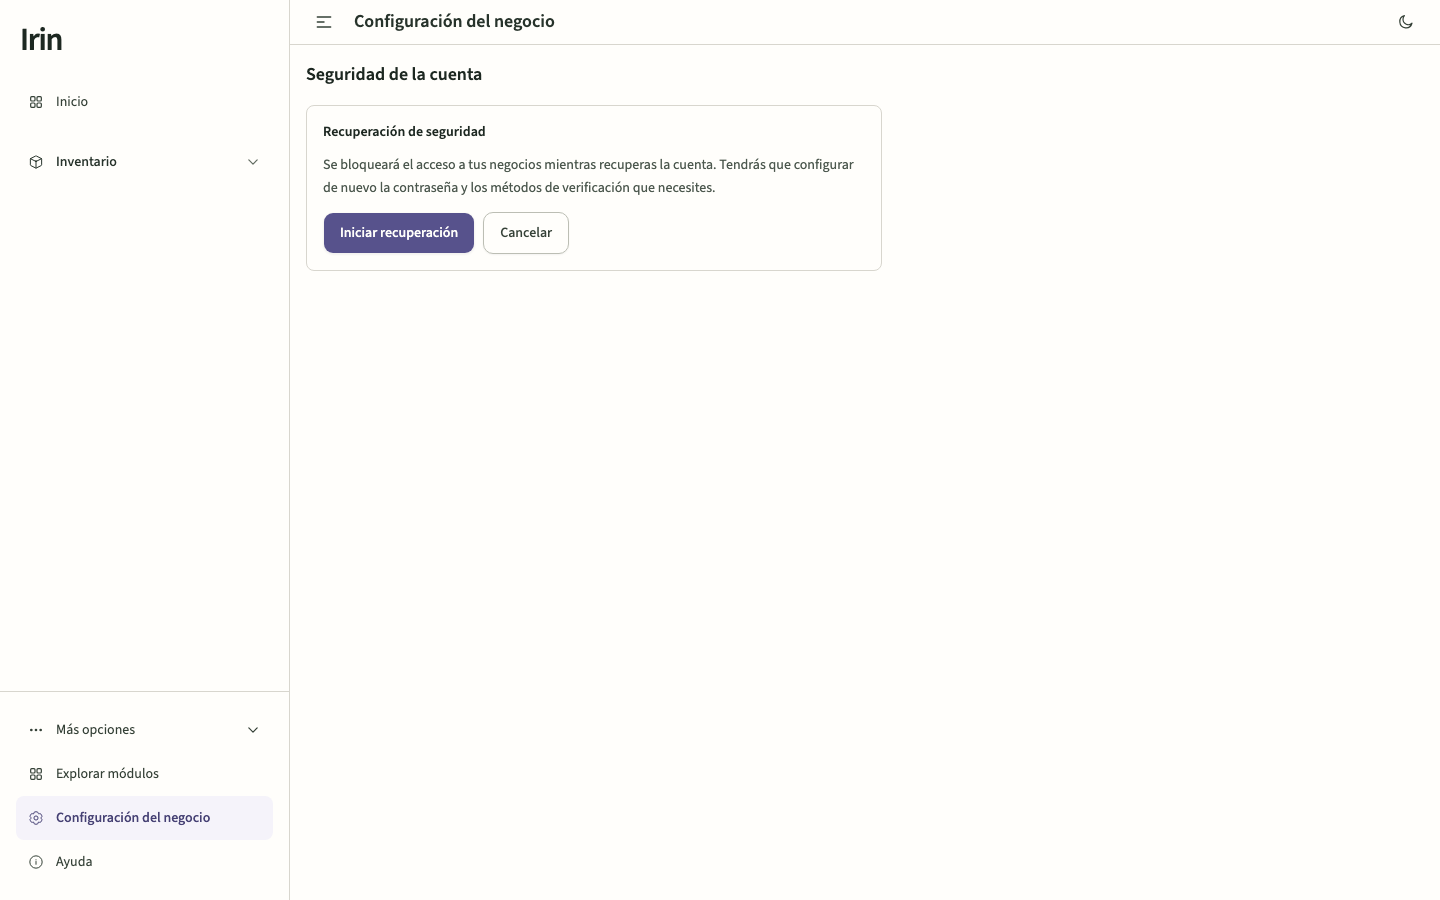 Irin
Inicio
Inventario
Más opciones
Explorar módulos
Configuración del negocio
Ayuda
Configuración del negocio
Seguridad de la cuenta
Recuperación de seguridad
Se bloqueará el acceso a tus negocios mientras recuperas la cuenta. Tendrás que configurar
de nuevo la contraseña y los métodos de verificación que necesites.
Iniciar recuperación
Cancelar